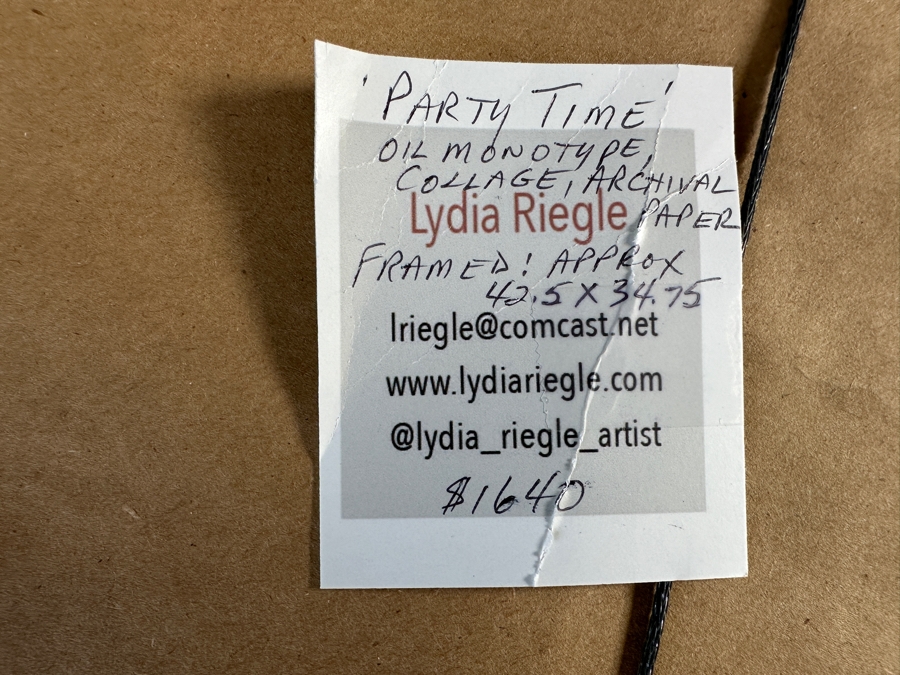 'PARTY TIME'
OIL MONOTYPE,
COLLAGE, ARCHIVAL
Lydia Riegle PAPER
FRAMED! APPROX
42.5 X 34.75
lriegle@comcast.net
www.lydiariegle.com
@lydia_riegle_artist
$1640